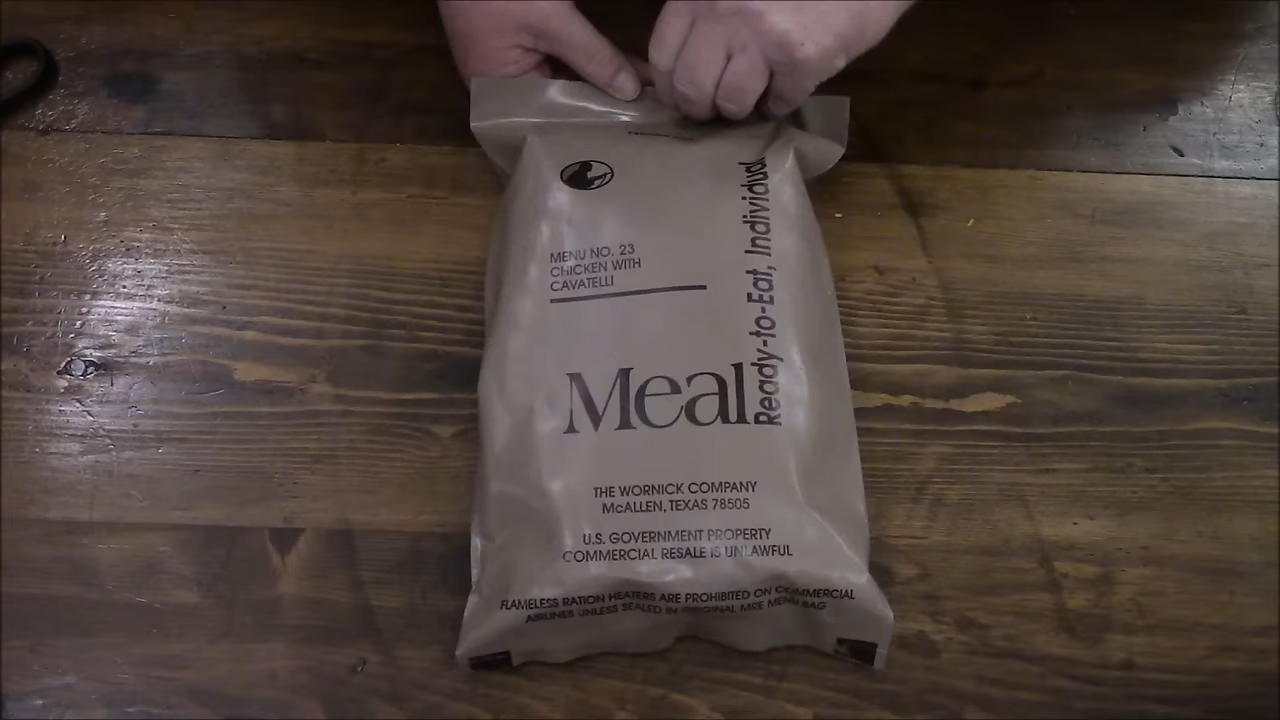 MENU NO. 23
CHICKEN WITH
CAVATELLI
Meal
Ready-to-Eat, Individual
THE WORNICK COMPANY
McALLEN, TEXAS 78505
U.S. GOVERNMENT PROPERTY
COMMERCIAL RESALE IS UNLAWFUL
FLAMELESS RATION HEATERS ARE PROHIBITED ON COMMERCIAL
AIRLINES UNLESS SEALED IN ORIGINAL MRE MENU BAG